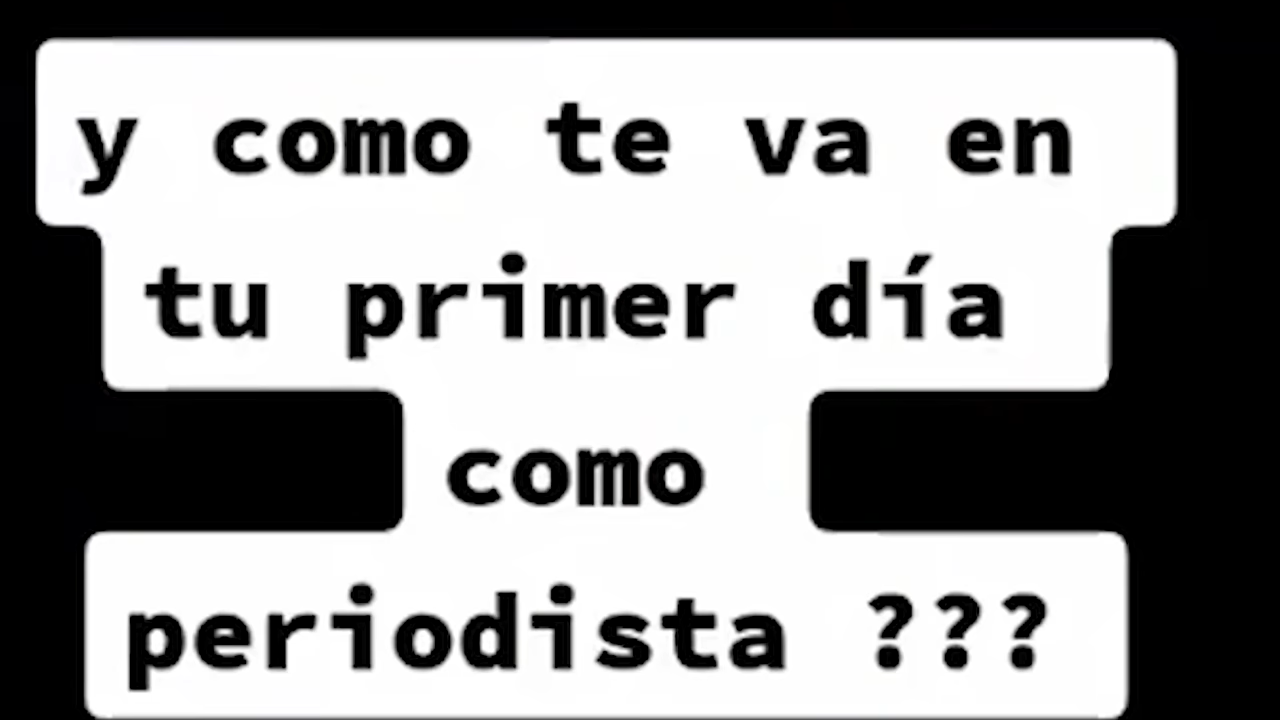 y como te va en
tu primer día
como
periodista ???